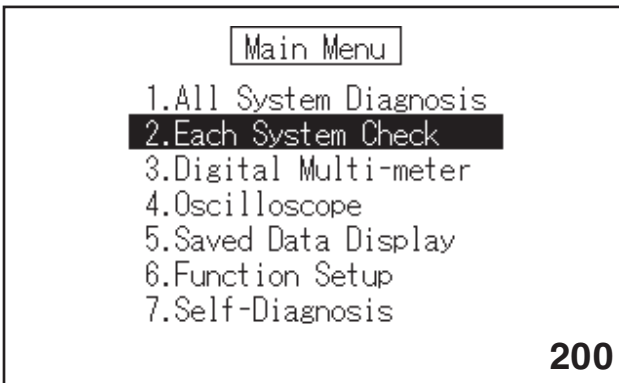 Main Menu
1.All System Diagnosis
2.Each System Check
3.Digital Multi-meter
4.Oscilloscope
5.Saved Data Display
6.Function Setup
7.Self-Diagnosis
200